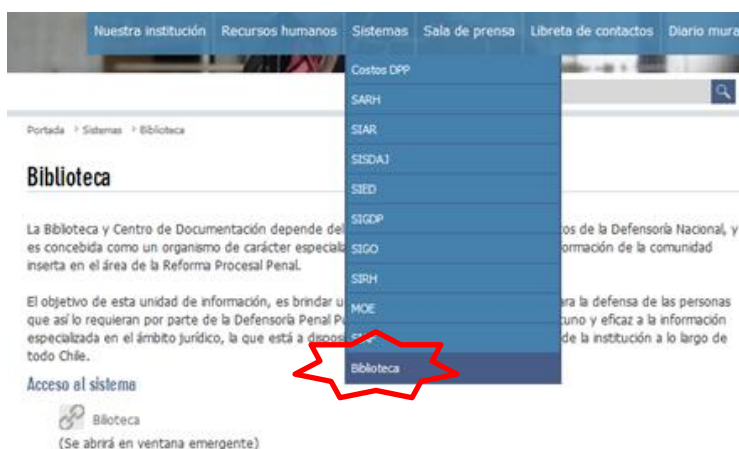 Nuestra institución Recursos humanos Sistemas Sala de prensa Libreta de contactos Diario mura
Costos DPP
SARH
SIAR
Portada > Sistemas > Biblioteca
SISDAJ
Biblioteca
SIED
SIGDP
La Biblioteca y Centro de Documentación depende del tos de la Defensoría Nacional, y
es concebida como un organismo de carácter especializ SIGO ormación de la comunidad
inserta en el área de la Reforma Procesal Penal.
SIRH
El objetivo de esta unidad de información, es brindar u ara la defensa de las personas
MOE
que así lo requieran por parte de la Defensoría Penal Pú tuno y eficaz a la información
especializada en el ámbito jurídico, la que está a disposi de la institución a lo largo de
todo Chile.
Biblioteca
Acceso al sistema
Biloteca
(Se abrirá en ventana emergente)